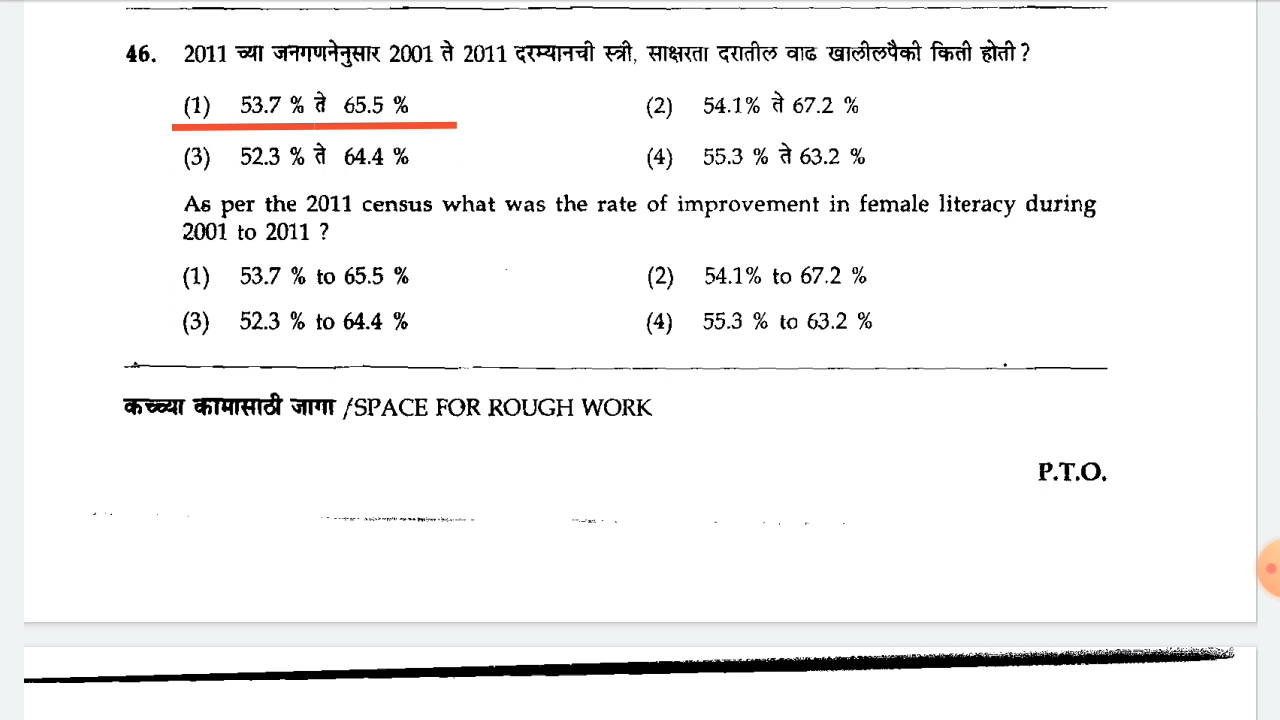 46. 2011 च्या जनगणनेनुसार 2001 ते 2011 दरम्यानची स्त्री, साक्षरता दरातील वाढ खालीलपैकी किती होती ?
(1) 53.7 % ते 65.5 % (2) 54.1% ते 67.2 %
(3) 52.3 % ते 64.4 % (4) 55.3 % ते 63.2 %
As per the 2011 census what was the rate of improvement in female literacy during
2001 to 2011 ?
(1) 53.7 % to 65.5 % (2) 54.1% to 67.2 %
(3) 52.3 % to 64.4 % (4) 55.3 % to 63.2 %
कच्च्या कामासाठी जागा /SPACE FOR ROUGH WORK
P.T.O.